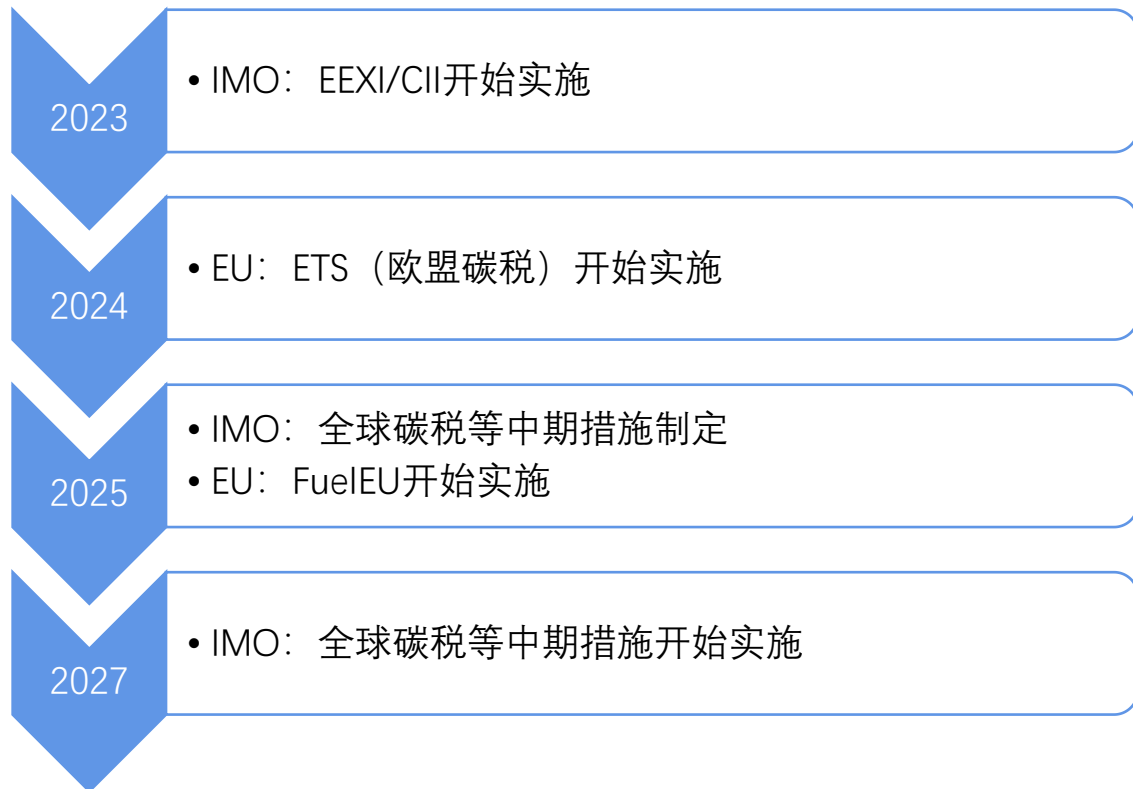 2023
• IMO：EEXI/CII开始实施
2024
• EU：ETS（欧盟碳税）开始实施
2025
• IMO：全球碳税等中期措施制定
• EU：FuelEU开始实施
2027
• IMO：全球碳税等中期措施开始实施